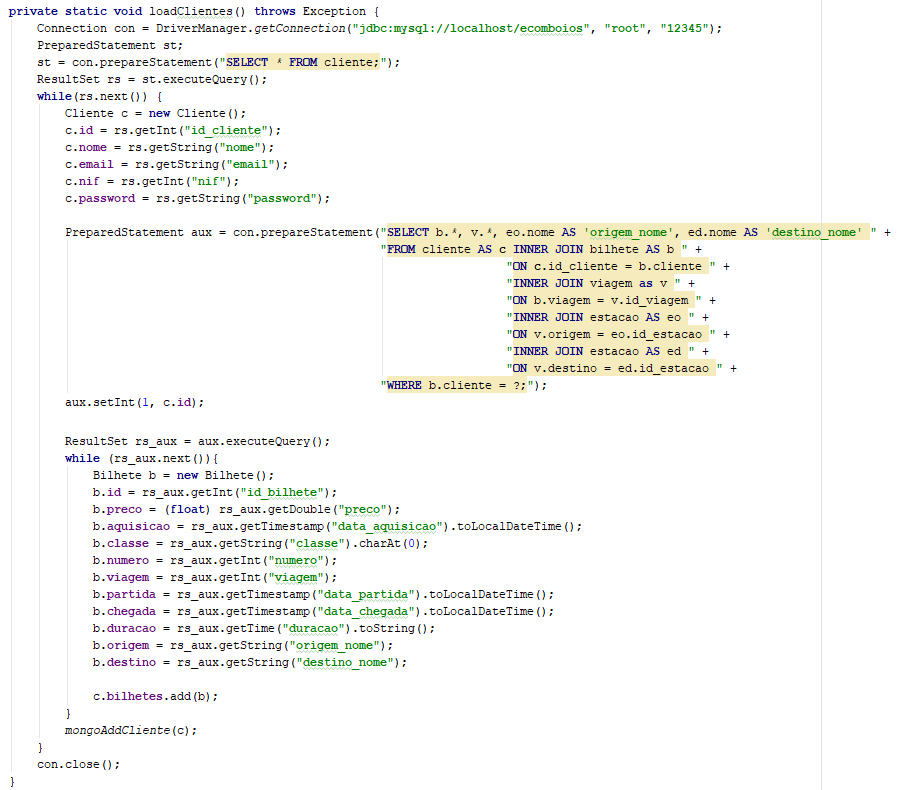 private static void loadClientes() throws Exception {
    Connection con = DriverManager.getConnection("jdbc:mysql://localhost/ecomboios", "root", "12345");
    PreparedStatement st;
    st = con.prepareStatement("SELECT * FROM cliente;");
    ResultSet rs = st.executeQuery();
    while(rs.next()) {
        Cliente c = new Cliente();
        c.id = rs.getInt("id_cliente");
        c.nome = rs.getString("nome");
        c.email = rs.getString("email");
        c.nif = rs.getInt("nif");
        c.password = rs.getString("password");
        PreparedStatement aux = con.prepareStatement("SELECT b.*, v.*, eo.nome AS 'origem_nome', ed.nome AS 'destino_nome' " +
                                                     "FROM cliente AS c INNER JOIN bilhete AS b " +
                                                                       "ON c.id_cliente = b.cliente " +
                                                                       "INNER JOIN viagem as v " +
                                                                       "ON b.viagem = v.id_viagem " +
                                                                       "INNER JOIN estacao AS eo " +
                                                                       "ON v.origem = eo.id_estacao " +
                                                                       "INNER JOIN estacao AS ed " +
                                                                       "ON v.destino = ed.id_estacao " +
                                                     "WHERE b.cliente = ?;");
        aux.setInt(1, c.id);
        ResultSet rs_aux = aux.executeQuery();
        while (rs_aux.next()){
            Bilhete b = new Bilhete();
            b.id = rs_aux.getInt("id_bilhete");
            b.preco = (float) rs_aux.getDouble("preco");
            b.aquisicao = rs_aux.getTimestamp("data_aquisicao").toLocalDateTime();
            b.classe = rs_aux.getString("classe").charAt(0);
            b.numero = rs_aux.getInt("numero");
            b.viagem = rs_aux.getInt("viagem");
            b.partida = rs_aux.getTimestamp("data_partida").toLocalDateTime();
            b.chegada = rs_aux.getTimestamp("data_chegada").toLocalDateTime();
            b.duracao = rs_aux.getTime("duracao").toString();
            b.origem = rs_aux.getString("origem_nome");
            b.destino = rs_aux.getString("destino_nome");
            c.bilhetes.add(b);
        }
        mongoAddCliente(c);
    }
    con.close();
}